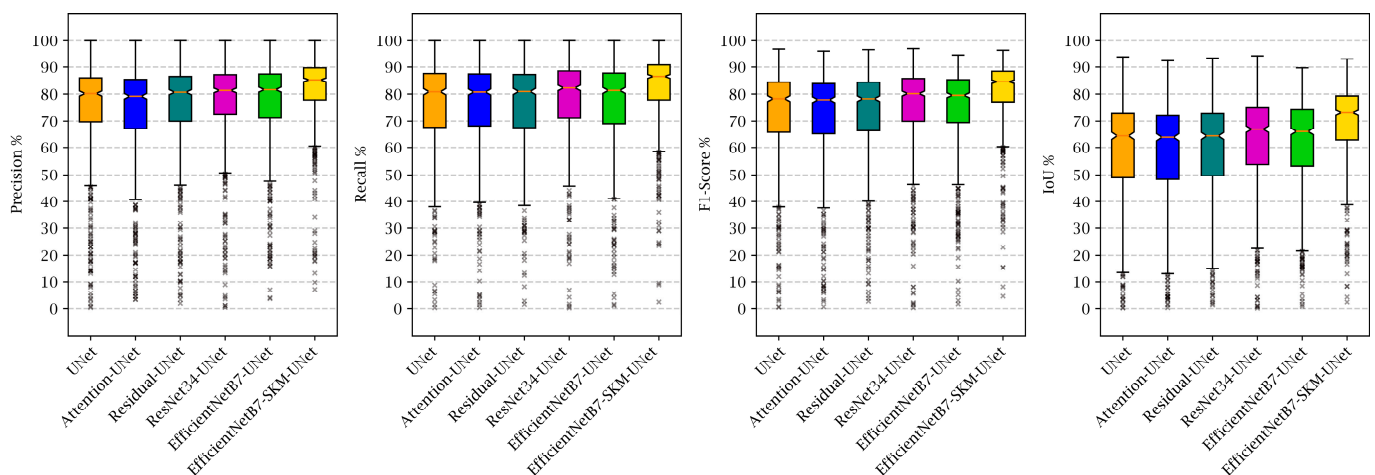 Precision %
100
90
80
70
60
50
40
30
20
10
0
UNet
Attention-UNet
Residual-UNet
ResNet34-UNet
EfficientNetB7-UNet
EfficientNetB7-SKM-UNet
Recall %
100
90
80
70
60
50
40
30
20
10
0
UNet
Attention-UNet
Residual-UNet
ResNet34-UNet
EfficientNetB7-UNet
EfficientNetB7-SKM-UNet
F1-Score %
100
90
80
70
60
50
40
30
20
10
0
UNet
Attention-UNet
Residual-UNet
ResNet34-UNet
EfficientNetB7-UNet
EfficientNetB7-SKM-UNet
IoU %
100
90
80
70
60
50
40
30
20
10
0
UNet
Attention-UNet
Residual-UNet
ResNet34-UNet
EfficientNetB7-UNet
EfficientNetB7-SKM-UNet